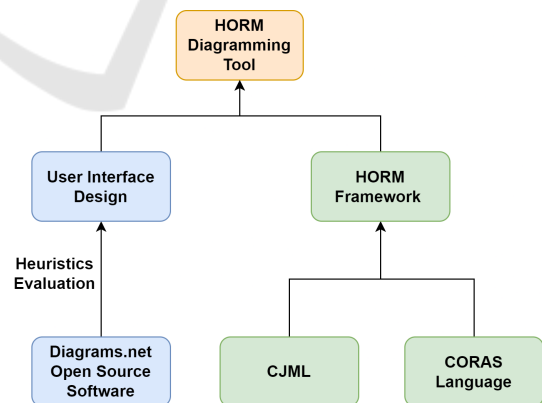 HORM
Diagramming
Tool
User Interface
Design
HORM
Framework
Heuristics
Evaluation
Diagrams.net
Open Source
Software
CJML
CORAS
Language